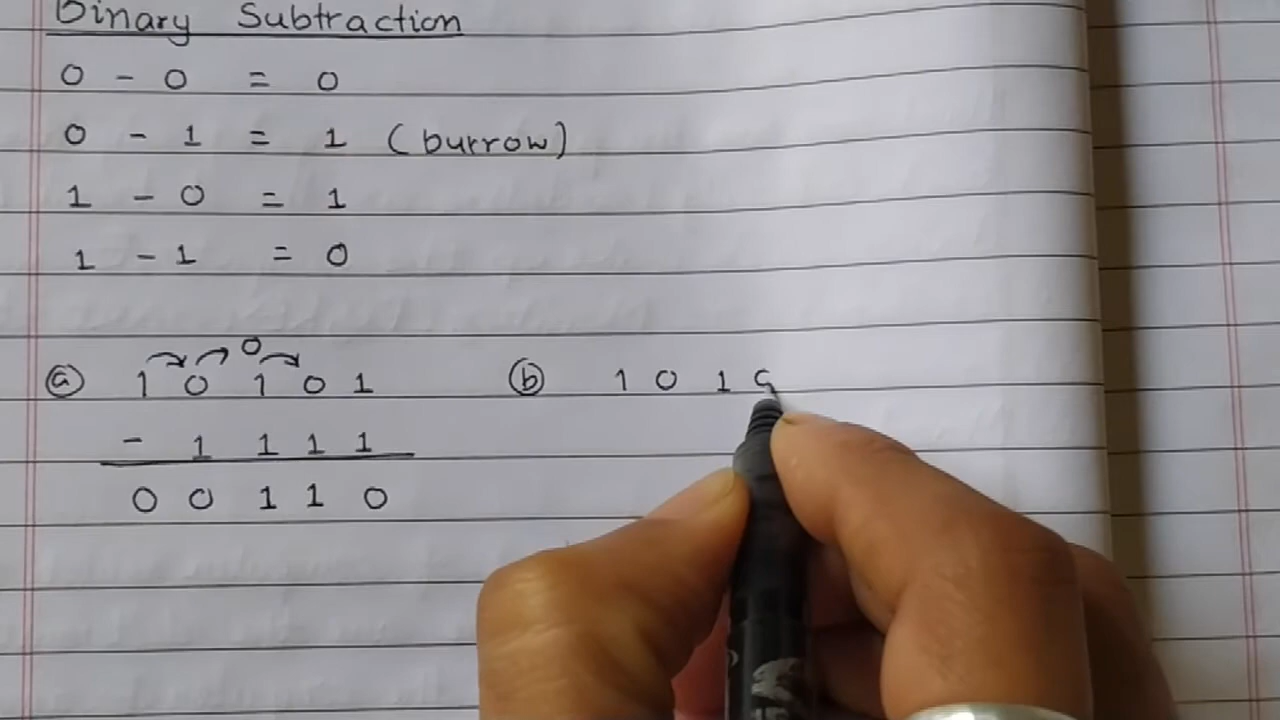 Binary Subtraction
0 - 0 = 0
0 - 1 = 1 (burrow)
1 - 0 = 1
1 - 1 = 0
0
(a) 1 0 1 0 1
- 1 1 1 1
0 0 1 1 0
(b) 1 0 1